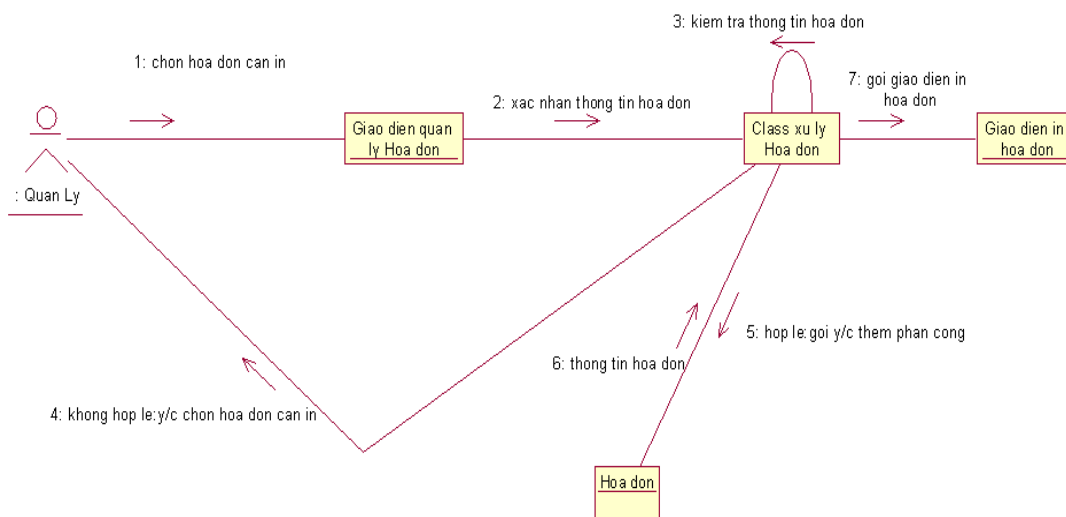 3: kiem tra thong tin hoa don
1: chon hoa don can in
7: goi giao dien in
hoa don
2: xac nhan thong tin hoa don
Giao dien quan
ly Hoa don
Class xu ly
Hoa don
Giao dien in
hoa don
: Quan Ly
5: hop le:goi y/c them phan cong
6: thong tin hoa don
4: khong hop le:y/c chon hoa don can in
Hoa don